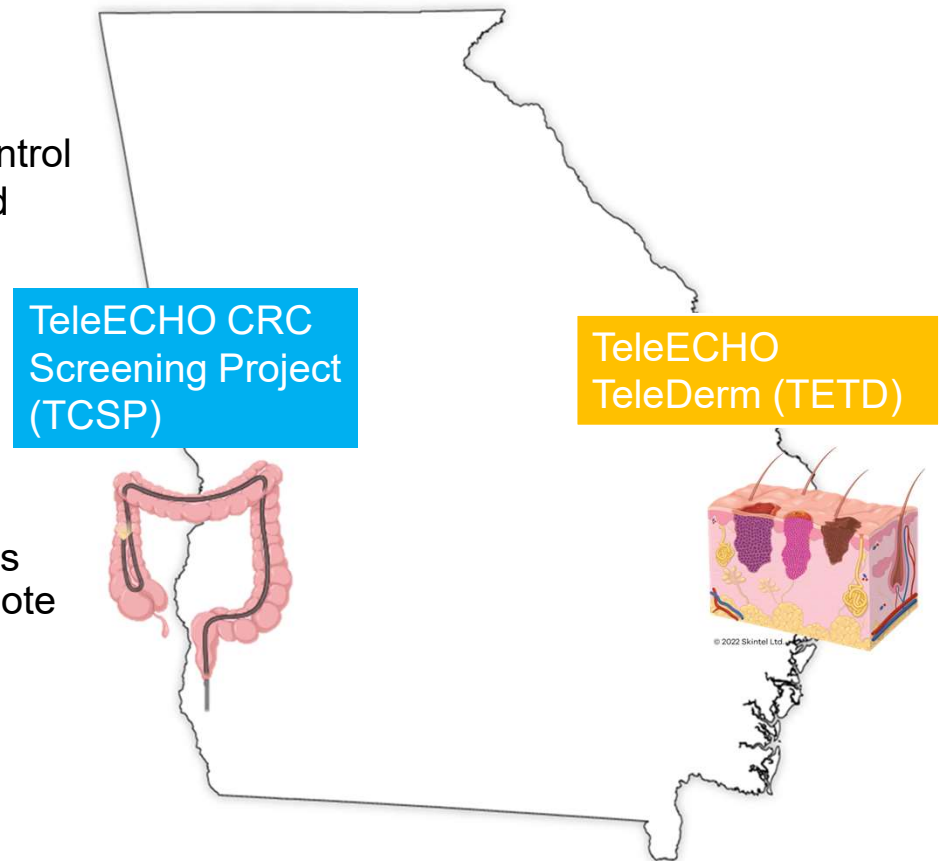 ntrol
d
TeleECHO CRC
Screening Project
(TCSP)
TeleECHO
TeleDerm (TETD)
s
ote
© 2022 Skintel Ltd.